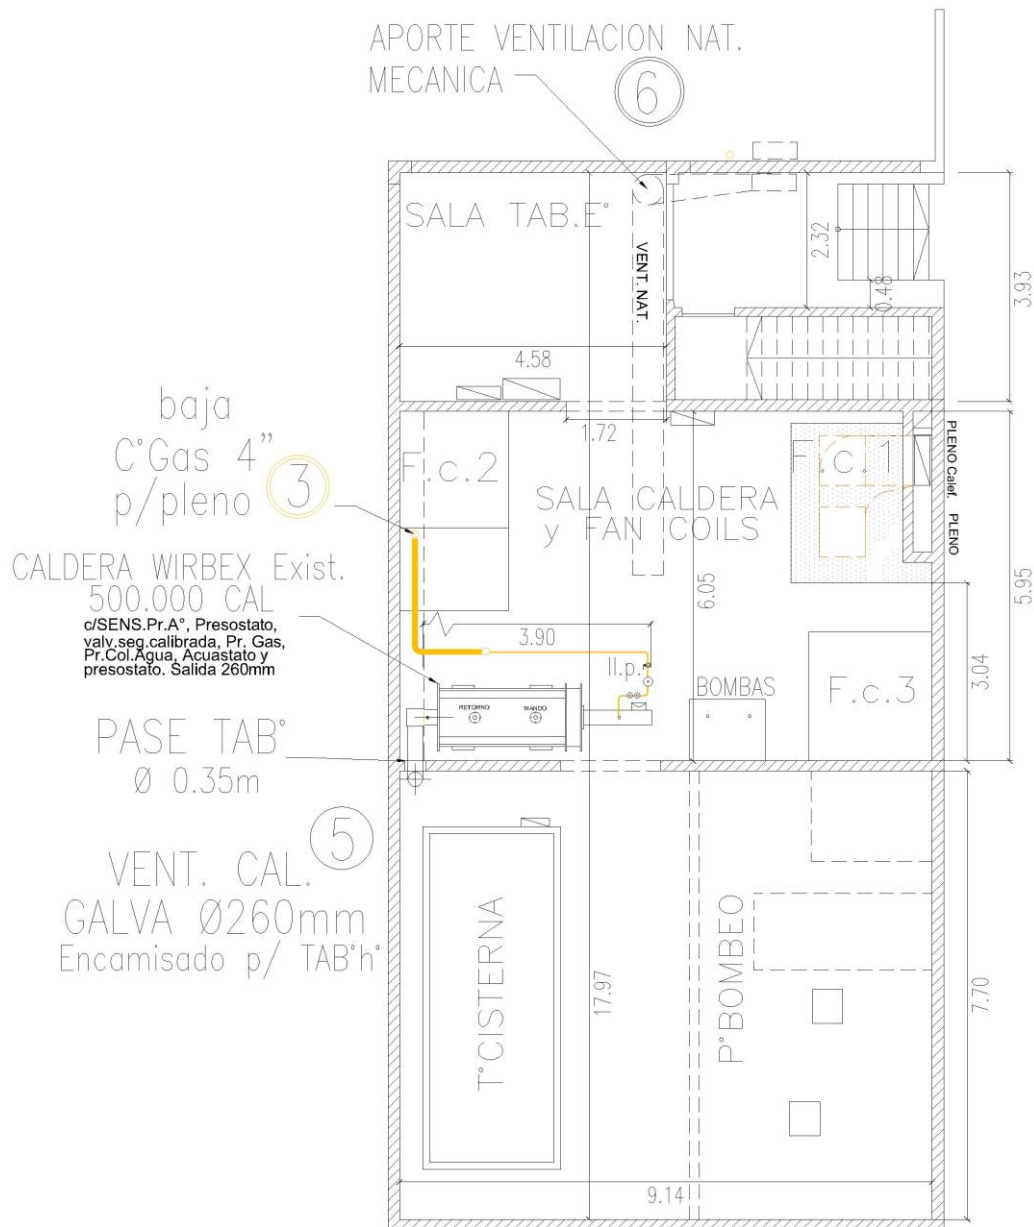 APORTE VENTILACION NAT.
MECANICA
6
SALA TAB.E°
VENT. NAT.
2.32
0.48
3.93
4.58
1.72
baja
C°Gas 4"
p/pleno
3
F.c.2
SALA CALDERA
y FAN COILS
F c 1
PLENO Calef. PLENO
CALDERA WIRBEX Exist.
500.000 CAL
c/SENS.Pr.A°, Presostato,
valv.seg.calibrada, Pr. Gas,
Pr.Col.Agua, Acuastato y
presostato. Salida 260mm
3.90
6.05
5.95
3.04
ll.p.
RETORNO
MANDO
BOMBAS
F.c.3
PASE TAB°
Ø 0.35m
5
VENT. CAL.
GALVA Ø260mm
Encamisado p/ TAB°h°
T°CISTERNA
17.97
P°BOMBEO
7.70
9.14